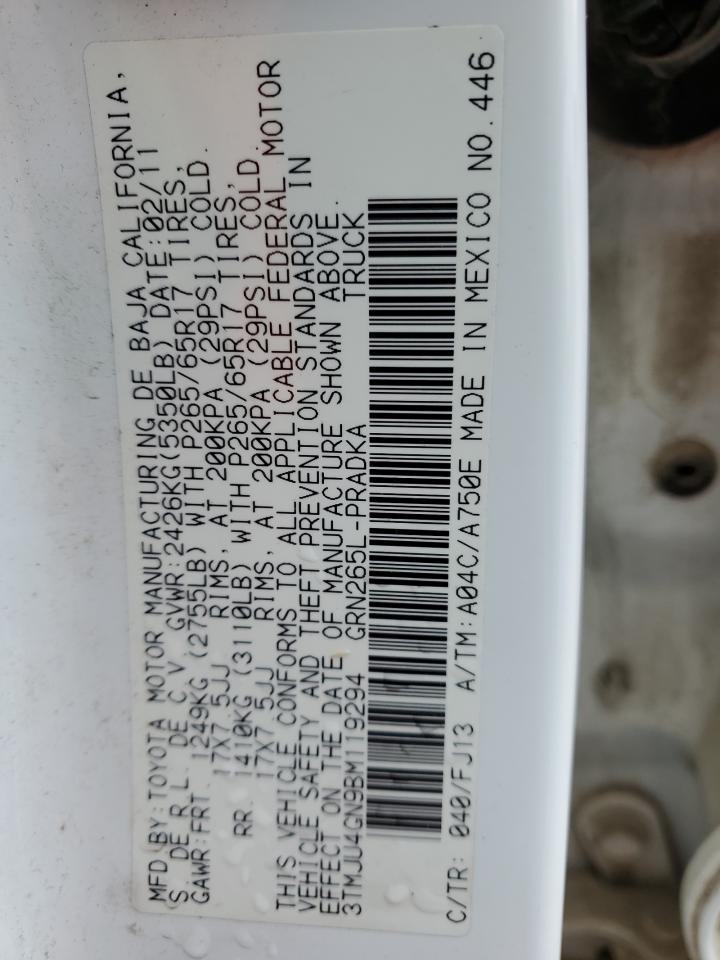 MFD BY:TOYOTA MOTOR MANUFACTURING DE BAJA CALIFORNIA,
S DE R.L. DE C V GVWR:2426KG(5350LB) DATE:02/11
GAWR:FRT. 1249KG (2755LB) WITH P265/65R17 TIRES,
17X7.5JJ RIMS, AT 200KPA (29PSI) COLD.
RR. 1410KG (3110LB) WITH P265/65R17 TIRES,
17X7.5JJ RIMS, AT 200KPA (29PSI) COLD.
THIS VEHICLE CONFORMS TO ALL APPLICABLE FEDERAL MOTOR
VEHICLE SAFETY AND THEFT PREVENTION STANDARDS IN
EFFECT ON THE DATE OF MANUFACTURE SHOWN ABOVE.
3TMJU4GN9BM119294 GRN265L-PRADKA TRUCK
C/TR: 040/FJ13 A/TM:A04C/A750E MADE IN MEXICO NO.446